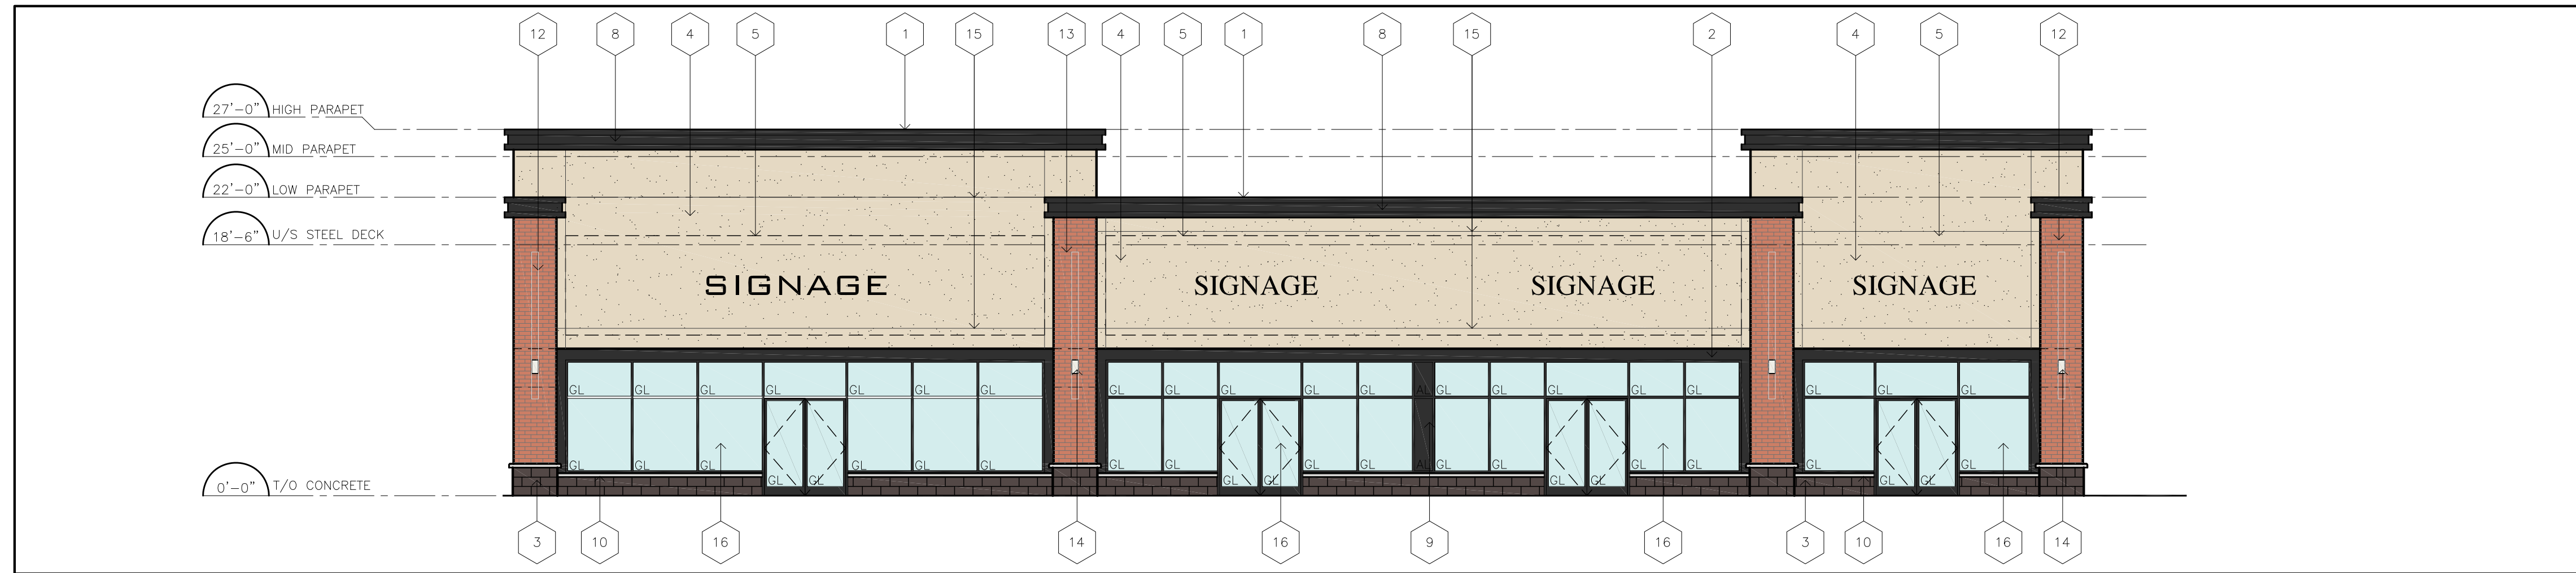 12 8 4 5 1 15 13 4 5 1 8 15 2 4 5 12
27'-0" HIGH PARAPET
25'-0" MID PARAPET
22'-0" LOW PARAPET
18'-6" U/S STEEL DECK
SIGNAGE SIGNAGE SIGNAGE SIGNAGE
GL GL GL GL GL GL GL GL GL GL GL GL AL GL GL GL GL GL GL GL GL
GL GL GL GL GL GL GL GL GL GL AL GL GL GL GL GL GL
GL GL GL GL GL GL GL GL
0'-0" T/O CONCRETE
3 10 16 14 16 9 16 3 10 16 14